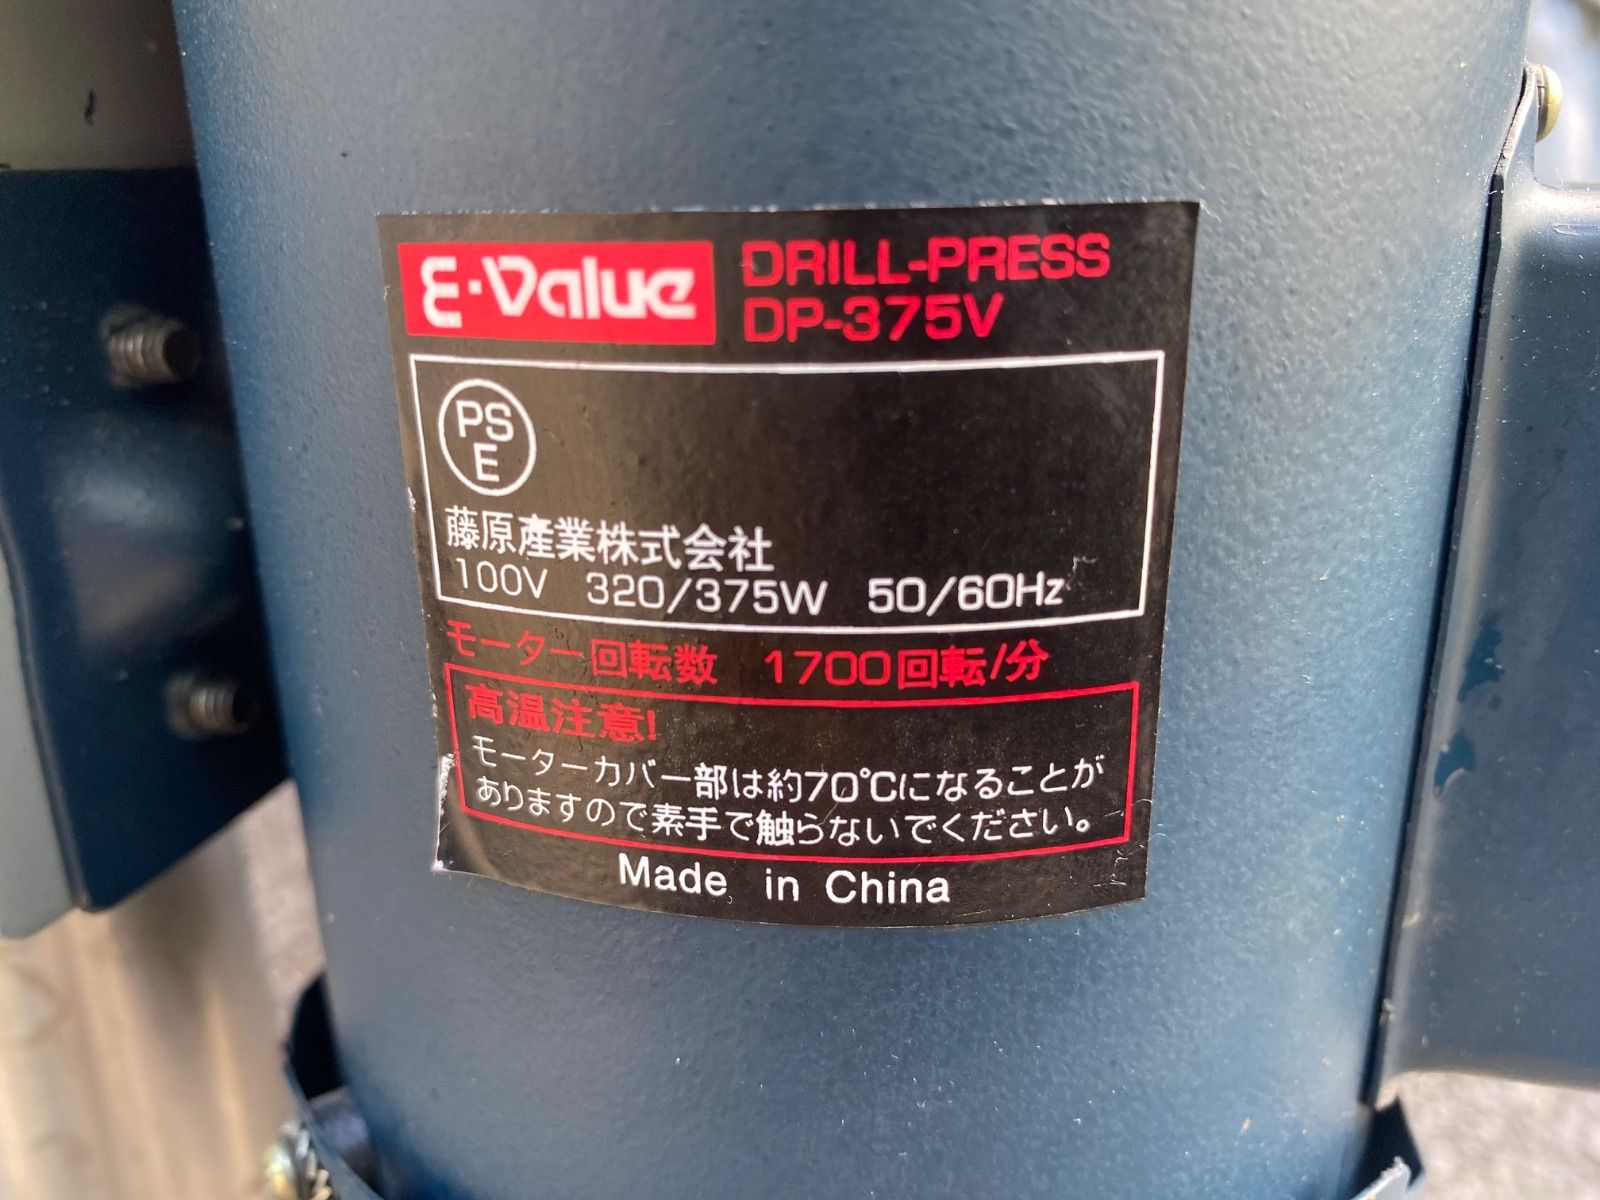 E-Value
DRILL-PRESS
DP-375V
PS
E
藤原産業株式会社
100V 320/375W 50/60Hz
モーター回転数 1700回転/分
高温注意!
モーターカバー部は約70℃になることが
ありますので素手で触らないでください。
Made in China